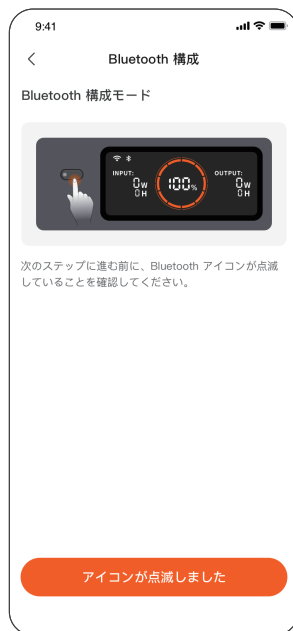 9:41
Bluetooth 構成
Bluetooth 構成モード
INPUT:
0W
0H
100%
OUTPUT:
0W
0H
次のステップに進む前に、Bluetooth アイコンが点滅
していることを確認してください。
アイコンが点滅しました